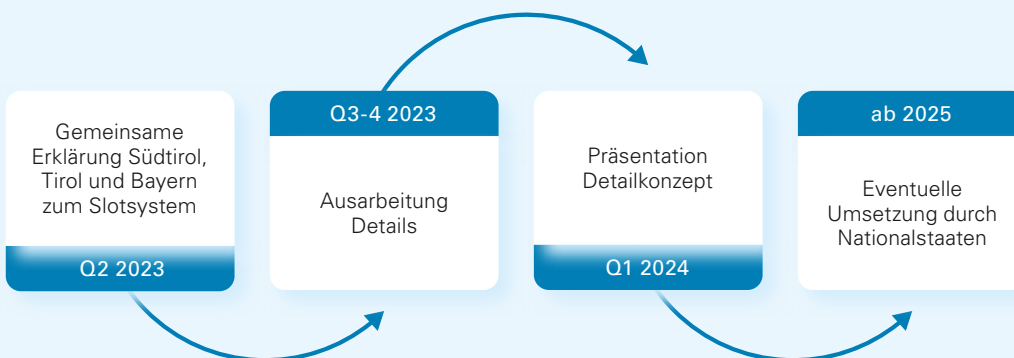 Gemeinsame
Erklärung Südtirol,
Tirol und Bayern
zum Slotsystem
Q2 2023
Q3-4 2023
Ausarbeitung
Details
Präsentation
Detailkonzept
Q1 2024
ab 2025
Eventuelle
Umsetzung durch
Nationalstaaten